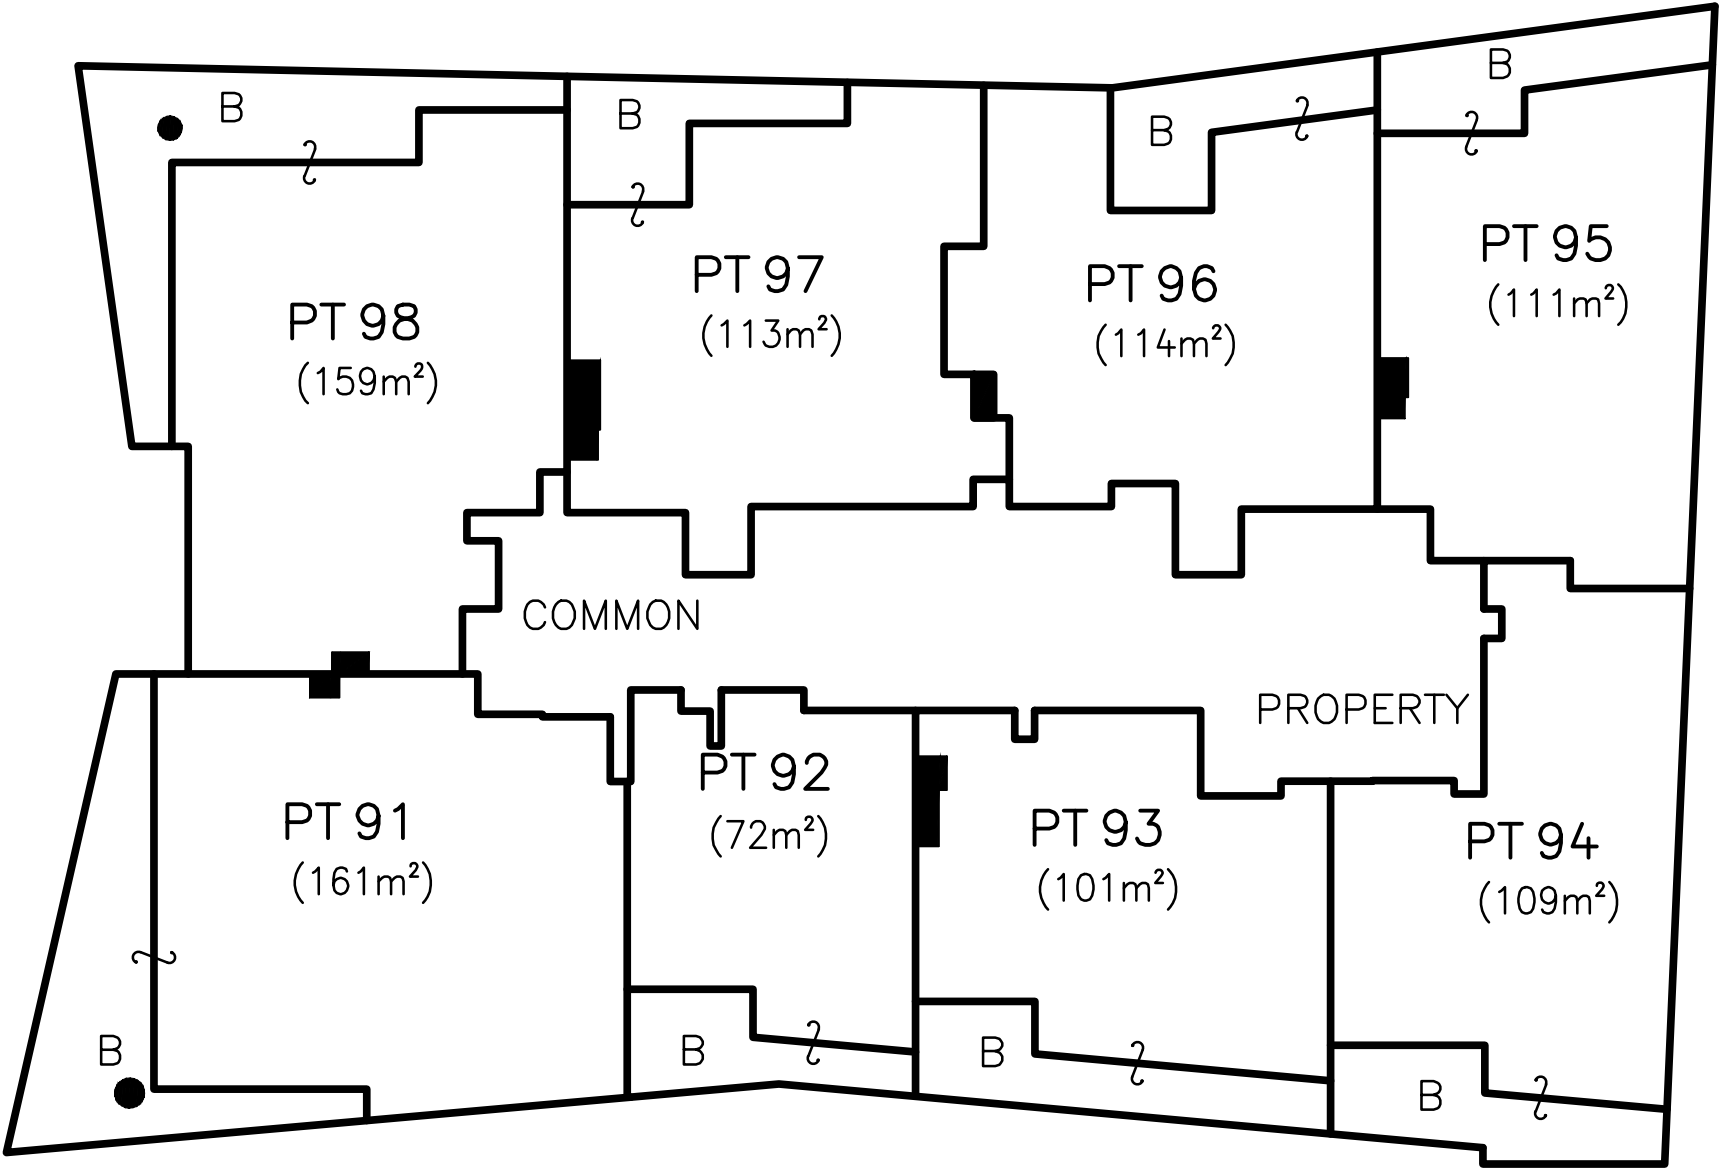 B
B
B
B
PT 98
(159m²)
PT 97
(113m²)
PT 96
(114m²)
PT 95
(111m²)
COMMON
PROPERTY
PT 91
(161m²)
PT 92
(72m²)
PT 93
(101m²)
PT 94
(109m²)
B
B
B
B